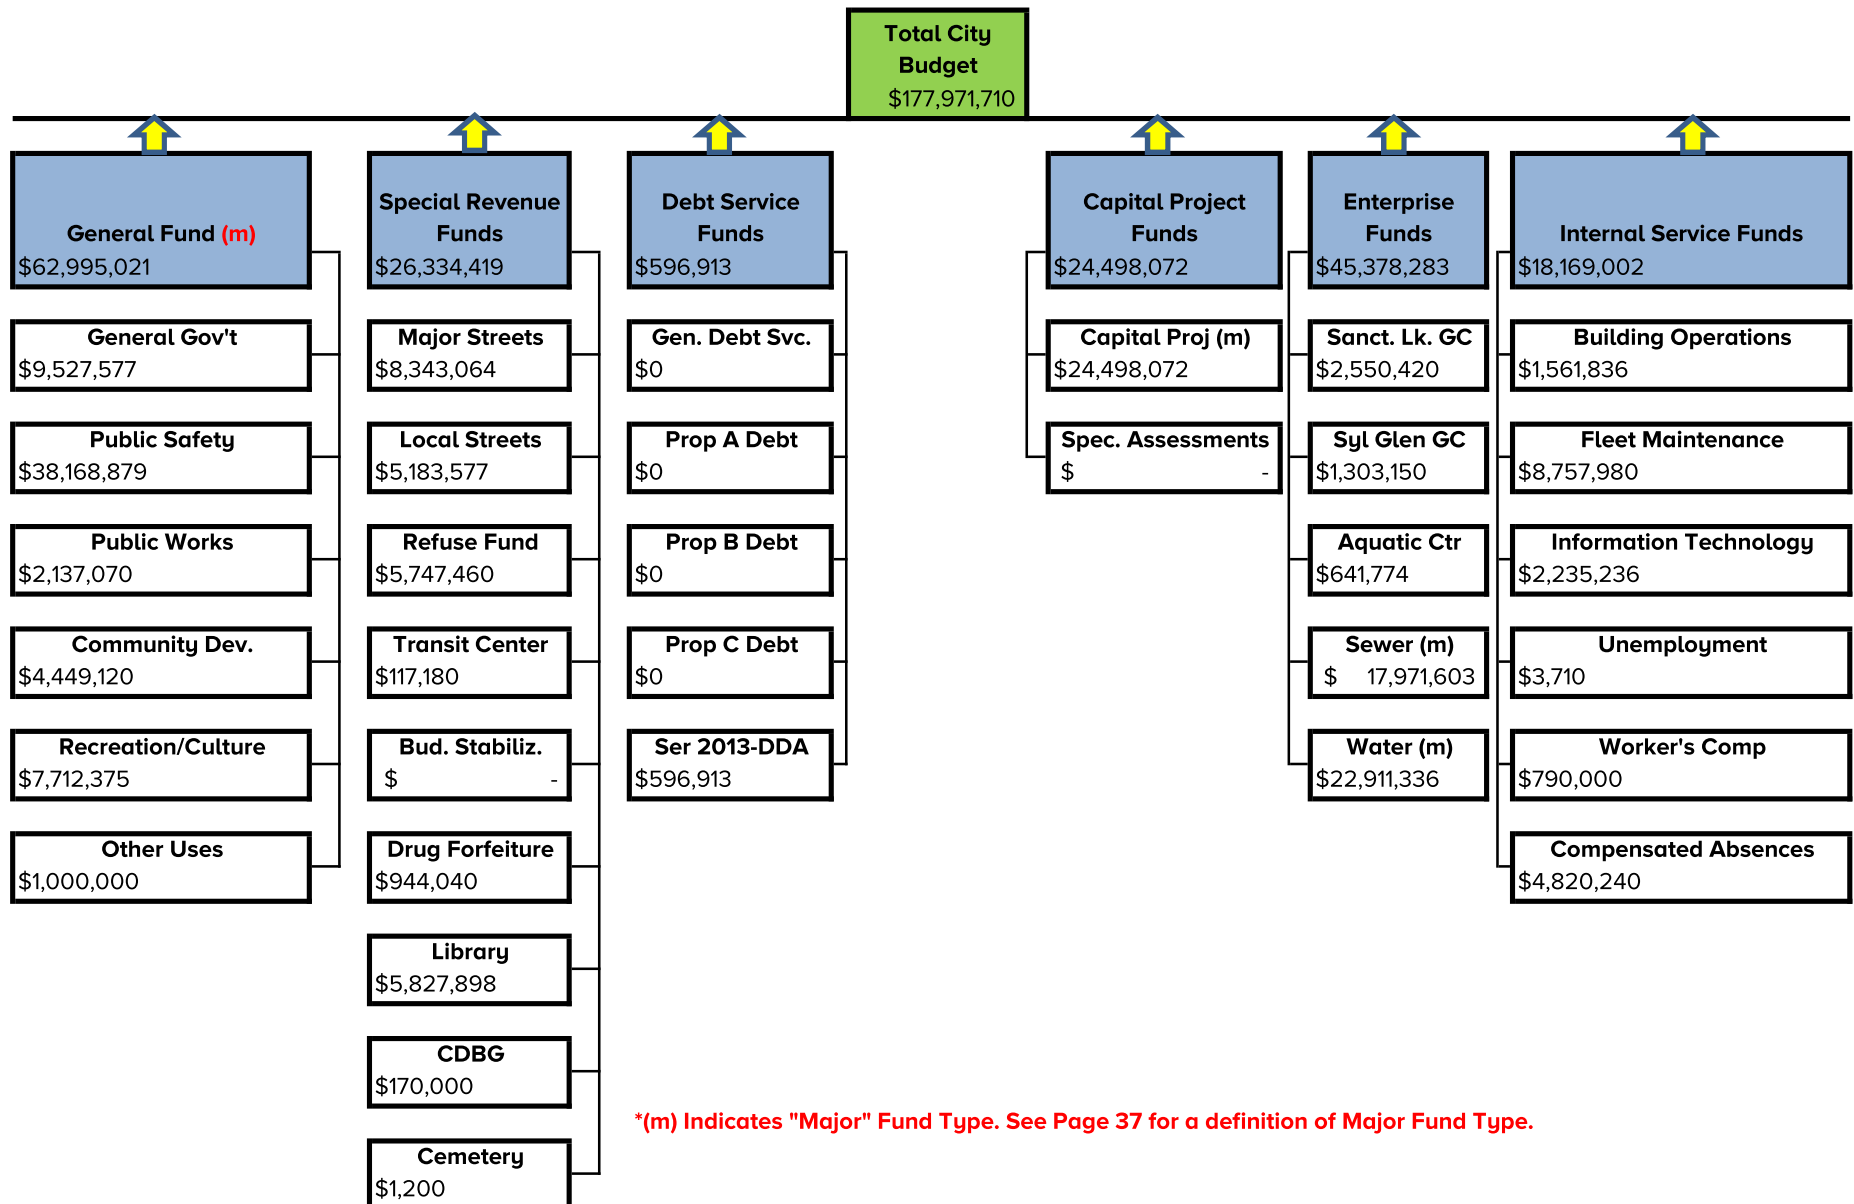 Total City
Budget
$177,971,710
General Fund (m)
$62,995,021
General Gov't
$9,527,577
Public Safety
$38,168,879
Public Works
$2,137,070
Community Dev.
$4,449,120
Recreation/Culture
$7,712,375
Other Uses
$1,000,000
Special Revenue
Funds
$26,334,419
Major Streets
$8,343,064
Local Streets
$5,183,577
Refuse Fund
$5,747,460
Transit Center
$117,180
Bud. Stabiliz.
$ -
Drug Forfeiture
$944,040
Library
$5,827,898
CDBG
$170,000
Cemetery
$1,200
Debt Service
Funds
$596,913
Gen. Debt Svc.
$0
Prop A Debt
$0
Prop B Debt
$0
Prop C Debt
$0
Ser 2013-DDA
$596,913
Capital Project
Funds
$24,498,072
Capital Proj (m)
$24,498,072
Spec. Assessments
$ -
Enterprise
Funds
$45,378,283
Sanct. Lk. GC
$2,550,420
Syl Glen GC
$1,303,150
Aquatic Ctr
$641,774
Sewer (m)
$ 17,971,603
Water (m)
$22,911,336
Internal Service Funds
$18,169,002
Building Operations
$1,561,836
Fleet Maintenance
$8,757,980
Information Technology
$2,235,236
Unemployment
$3,710
Worker's Comp
$790,000
Compensated Absences
$4,820,240
*(m) Indicates "Major" Fund Type. See Page 37 for a definition of Major Fund Type.